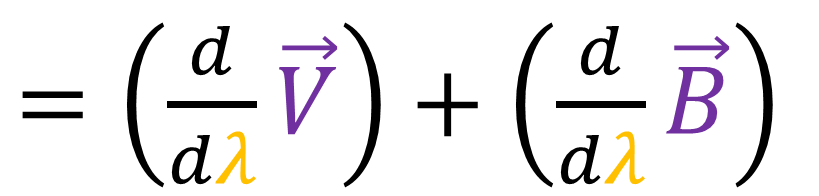 = (d/dλ V⃗) + (d/dλ B⃗)